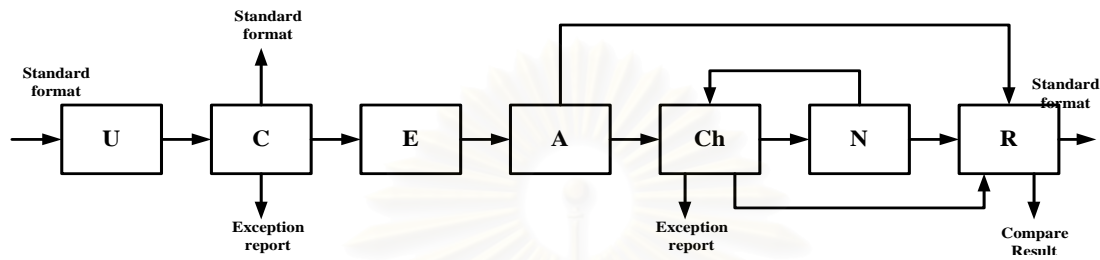 Standard
format
Standard
format
U
C
E
A
Ch
N
R
Standard
format
Exception
report
Exception
report
Compare
Result